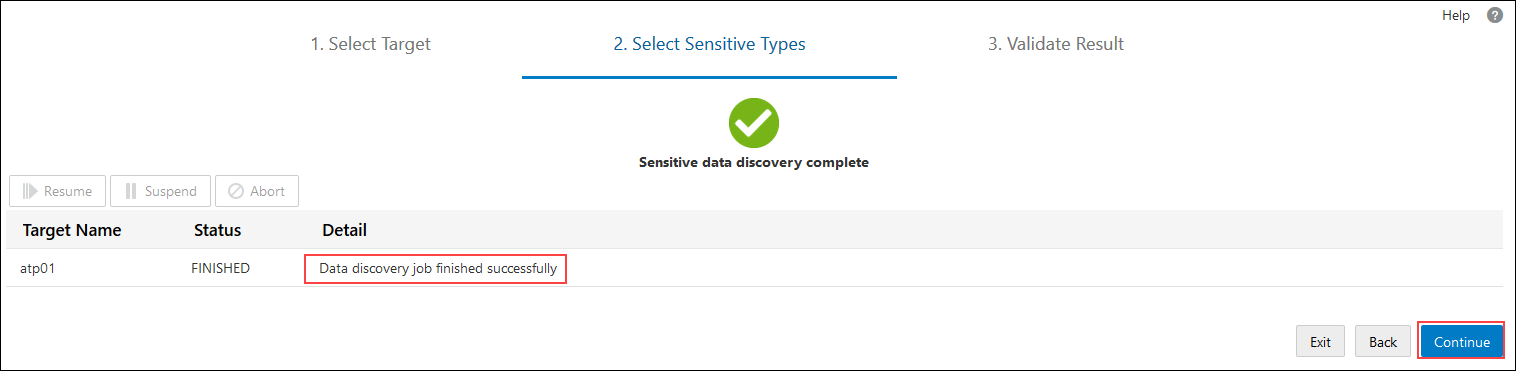 Help ?
1. Select Target 2. Select Sensitive Types 3. Validate Result
Sensitive data discovery complete
Resume Suspend Abort
Target Name Status Detail
atp01 FINISHED Data discovery job finished successfully
Exit Back Continue